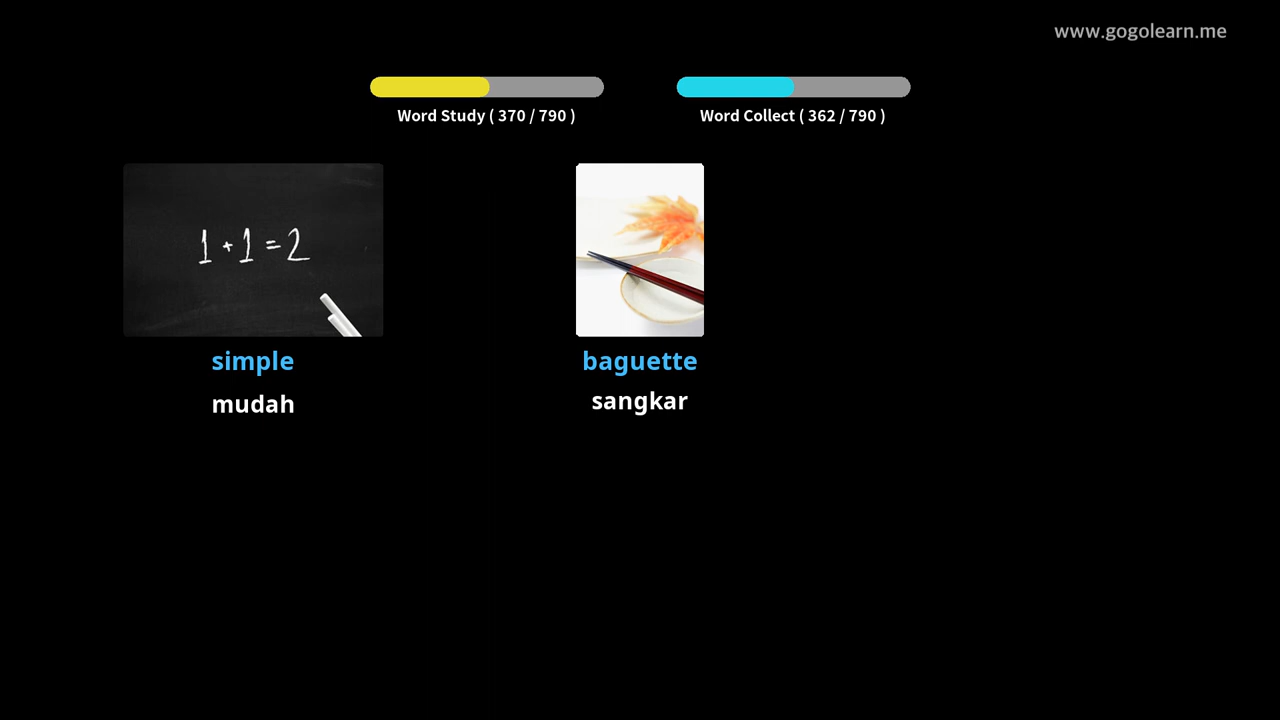 www.gogolearn.me
Word Study ( 370 / 790 )
Word Collect ( 362 / 790 )
1 + 1 = 2
simple
mudah
baguette
sangkar